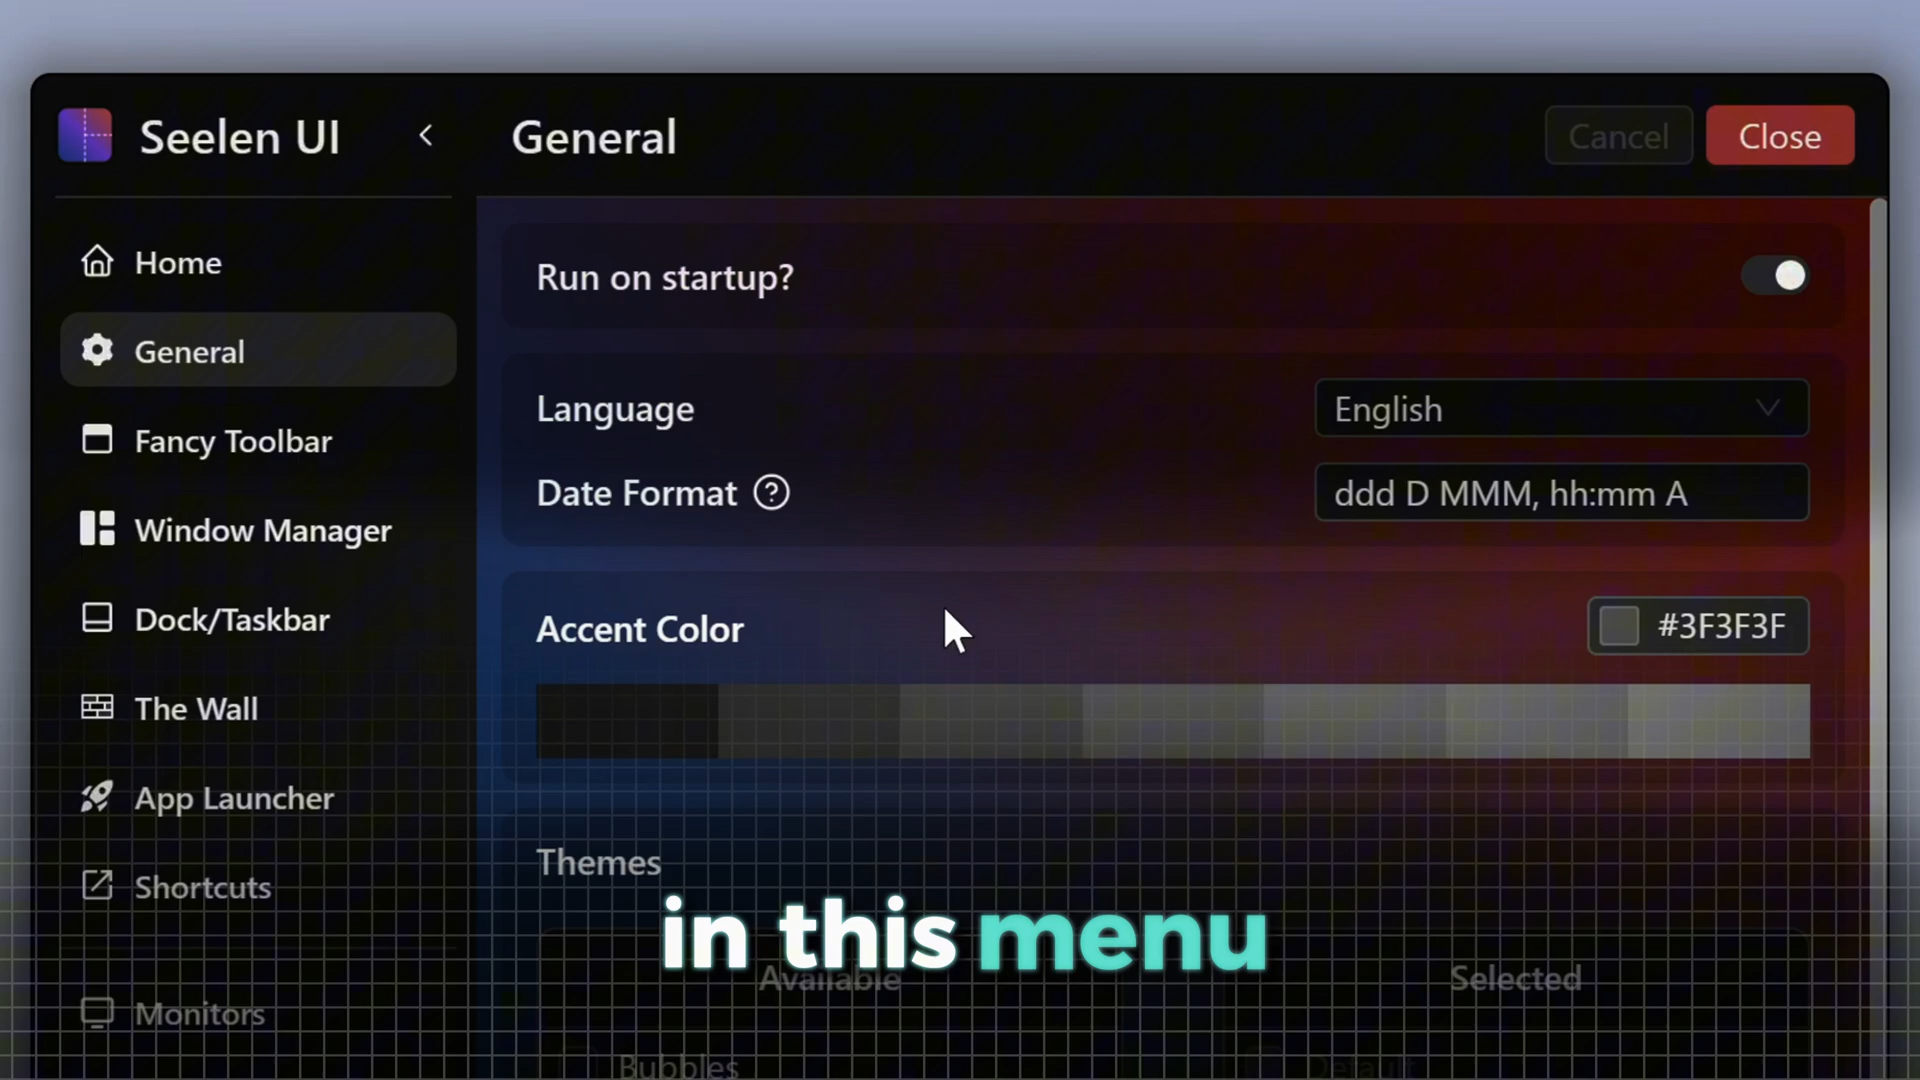 Seelen UI
General
Cancel
Close
Home
General
Fancy Toolbar
Window Manager
Dock/Taskbar
The Wall
App Launcher
Shortcuts
Monitors
Run on startup?
Language
English
Date Format ?
ddd D MMM, hh:mm A
Accent Color
#3F3F3F
Themes
in this menu
Available
Selected
Bubbles
Default